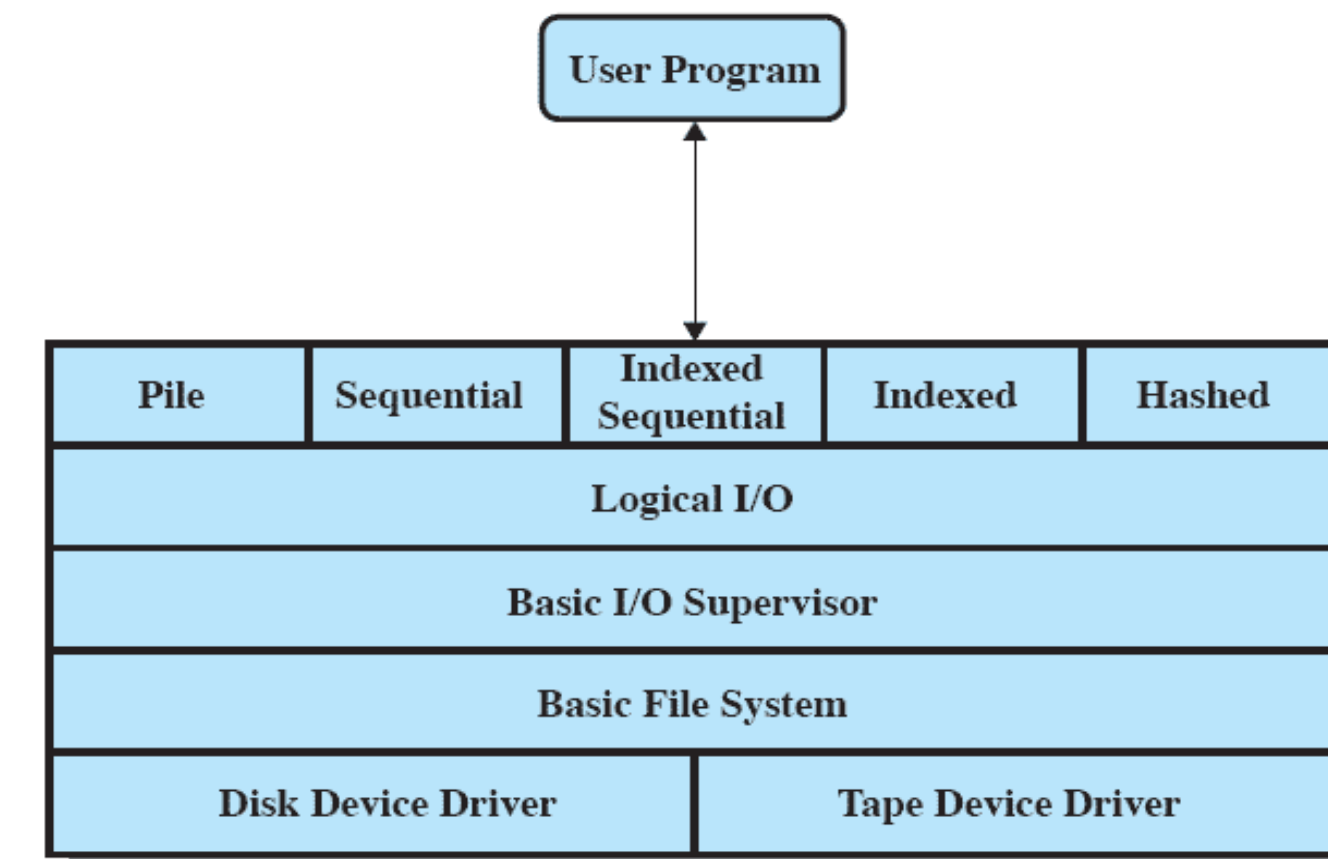 User Program
Pile
Sequential
Indexed
Sequential
Indexed
Hashed
Logical I/O
Basic I/O Supervisor
Basic File System
Disk Device Driver
Tape Device Driver